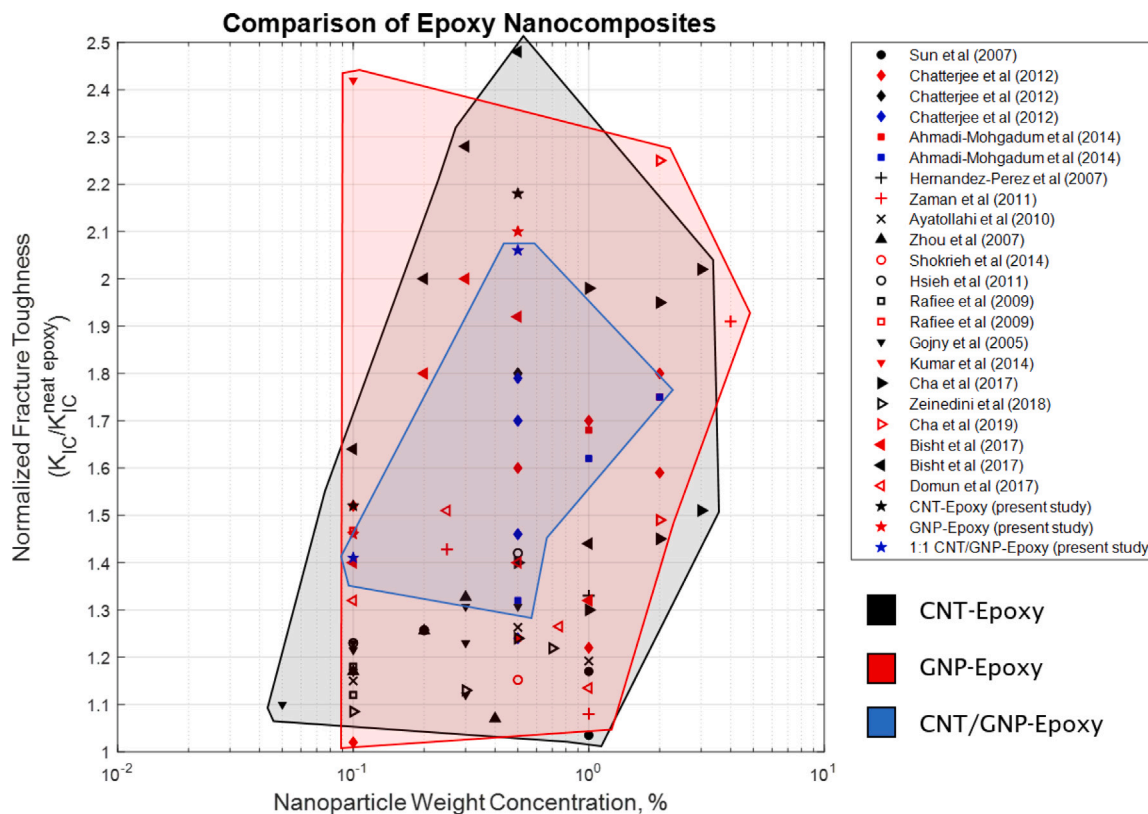 Comparison of Epoxy Nanocomposites
2.5
2.4
2.3
2.2
2.1
2
1.9
1.8
1.7
1.6
1.5
1.4
1.3
1.2
1.1
1
Normalized Fracture Toughness
(K_IC/K_IC^neat epoxy)
10^-2
10^-1
10^0
10^1
Nanoparticle Weight Concentration, %
Sun et al (2007)
Chatterjee et al (2012)
Chatterjee et al (2012)
Chatterjee et al (2012)
Ahmadi-Mohgadum et al (2014)
Ahmadi-Mohgadum et al (2014)
Hernandez-Perez et al (2007)
Zaman et al (2011)
Ayatollahi et al (2010)
Zhou et al (2007)
Shokrieh et al (2014)
Hsieh et al (2011)
Rafiee et al (2009)
Rafiee et al (2009)
Gojny et al (2005)
Kumar et al (2014)
Cha et al (2017)
Zeinedini et al (2018)
Cha et al (2019)
Bisht et al (2017)
Bisht et al (2017)
Domun et al (2017)
CNT-Epoxy (present study)
GNP-Epoxy (present study)
1:1 CNT/GNP-Epoxy (present study
CNT-Epoxy
GNP-Epoxy
CNT/GNP-Epoxy